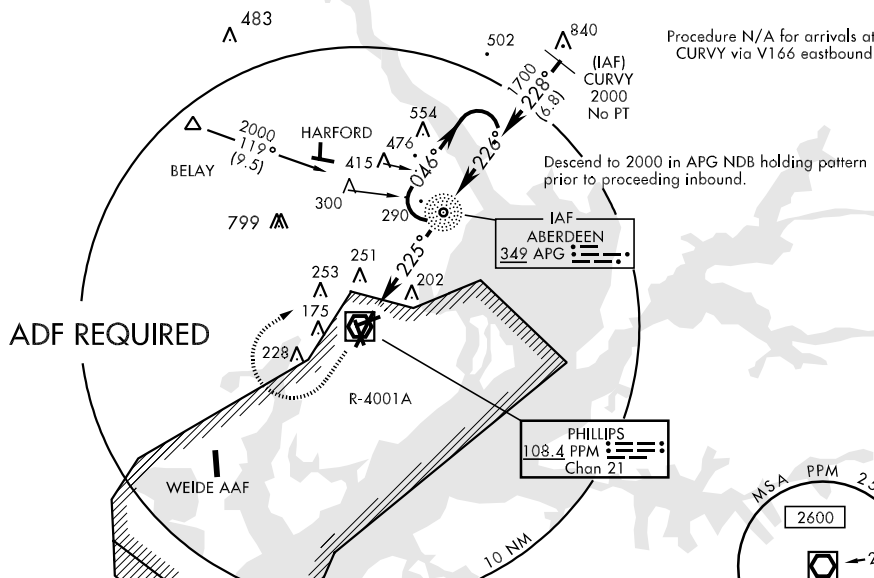 483
502
840
Procedure N/A for arrivals at
CURVY via V166 eastbound
(IAF)
CURVY
2000
No PT
1700
228°
(6.8)
2000
119°
(9.5)
HARFORD
BELAY
554
476
415
300
290
046°
226°
Descend to 2000 in APG NDB holding pattern
prior to proceeding inbound.
799
IAF
ABERDEEN
349 APG
225°
251
253
202
175
228
ADF REQUIRED
R-4001A
PHILLIPS
108.4 PPM
Chan 21
WEIDE AAF
10 NM
MSA PPM 25
2600
2